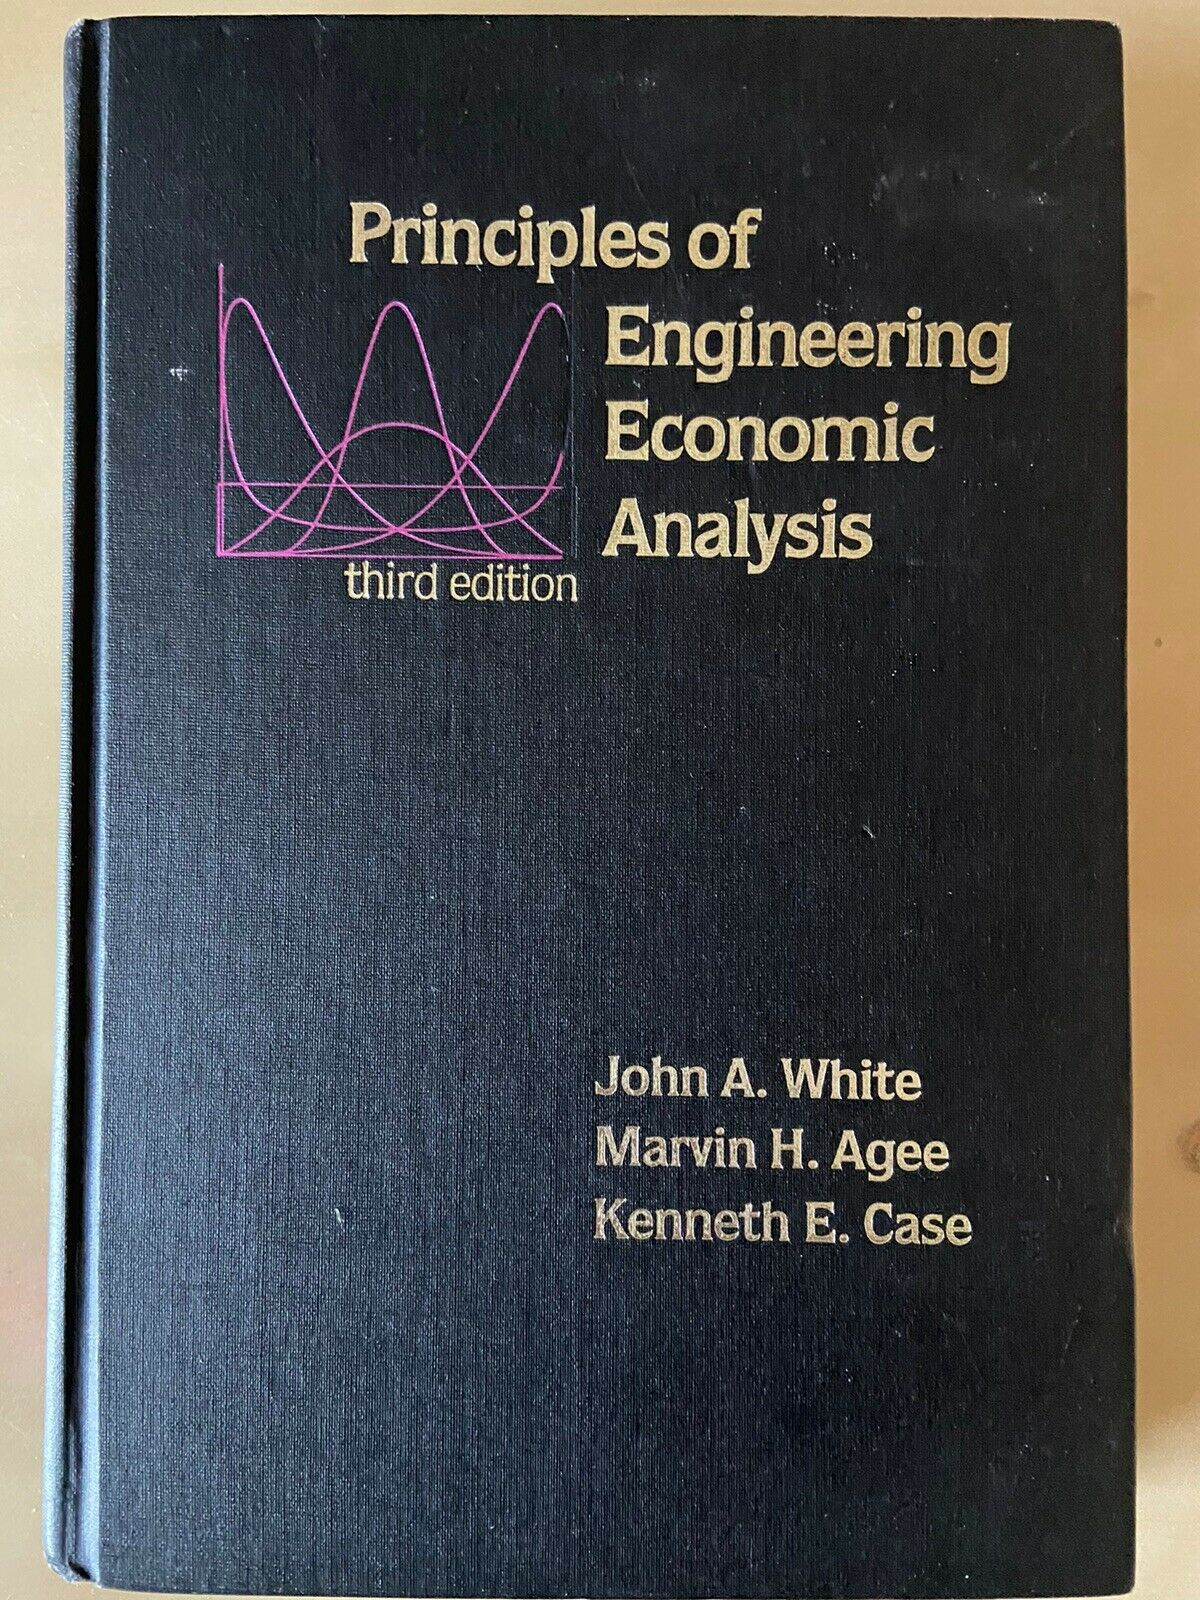 Principles of
Engineering
Economic
Analysis
third edition
John A. White
Marvin H. Agee
Kenneth E. Case